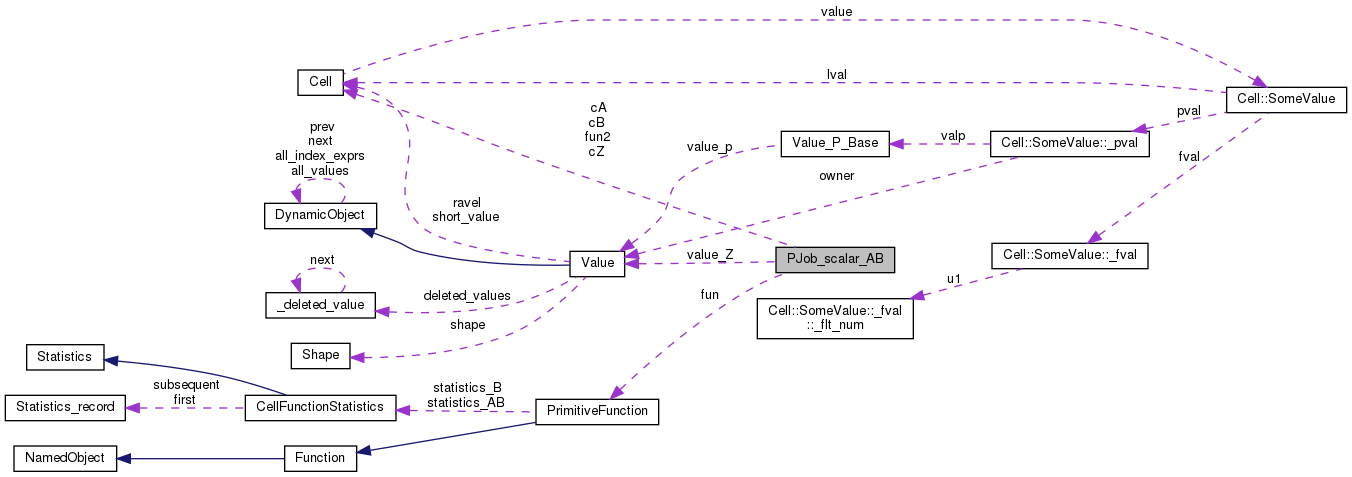 value
Cell
lval
Cell::SomeValue
cA
cB
fun2
cZ
pval
prev
next
all_index_exprs
all_values
value_p
Value_P_Base
valp
Cell::SomeValue::_pval
fval
owner
ravel
short_value
DynamicObject
Value
value_Z
PJob_scalar_AB
Cell::SomeValue::_fval
next
_deleted_value
deleted_values
fun
u1
Cell::SomeValue::_fval
::_flt_num
shape
Shape
Statistics
subsequent
first
Statistics_record
CellFunctionStatistics
statistics_B
statistics_AB
PrimitiveFunction
NamedObject
Function